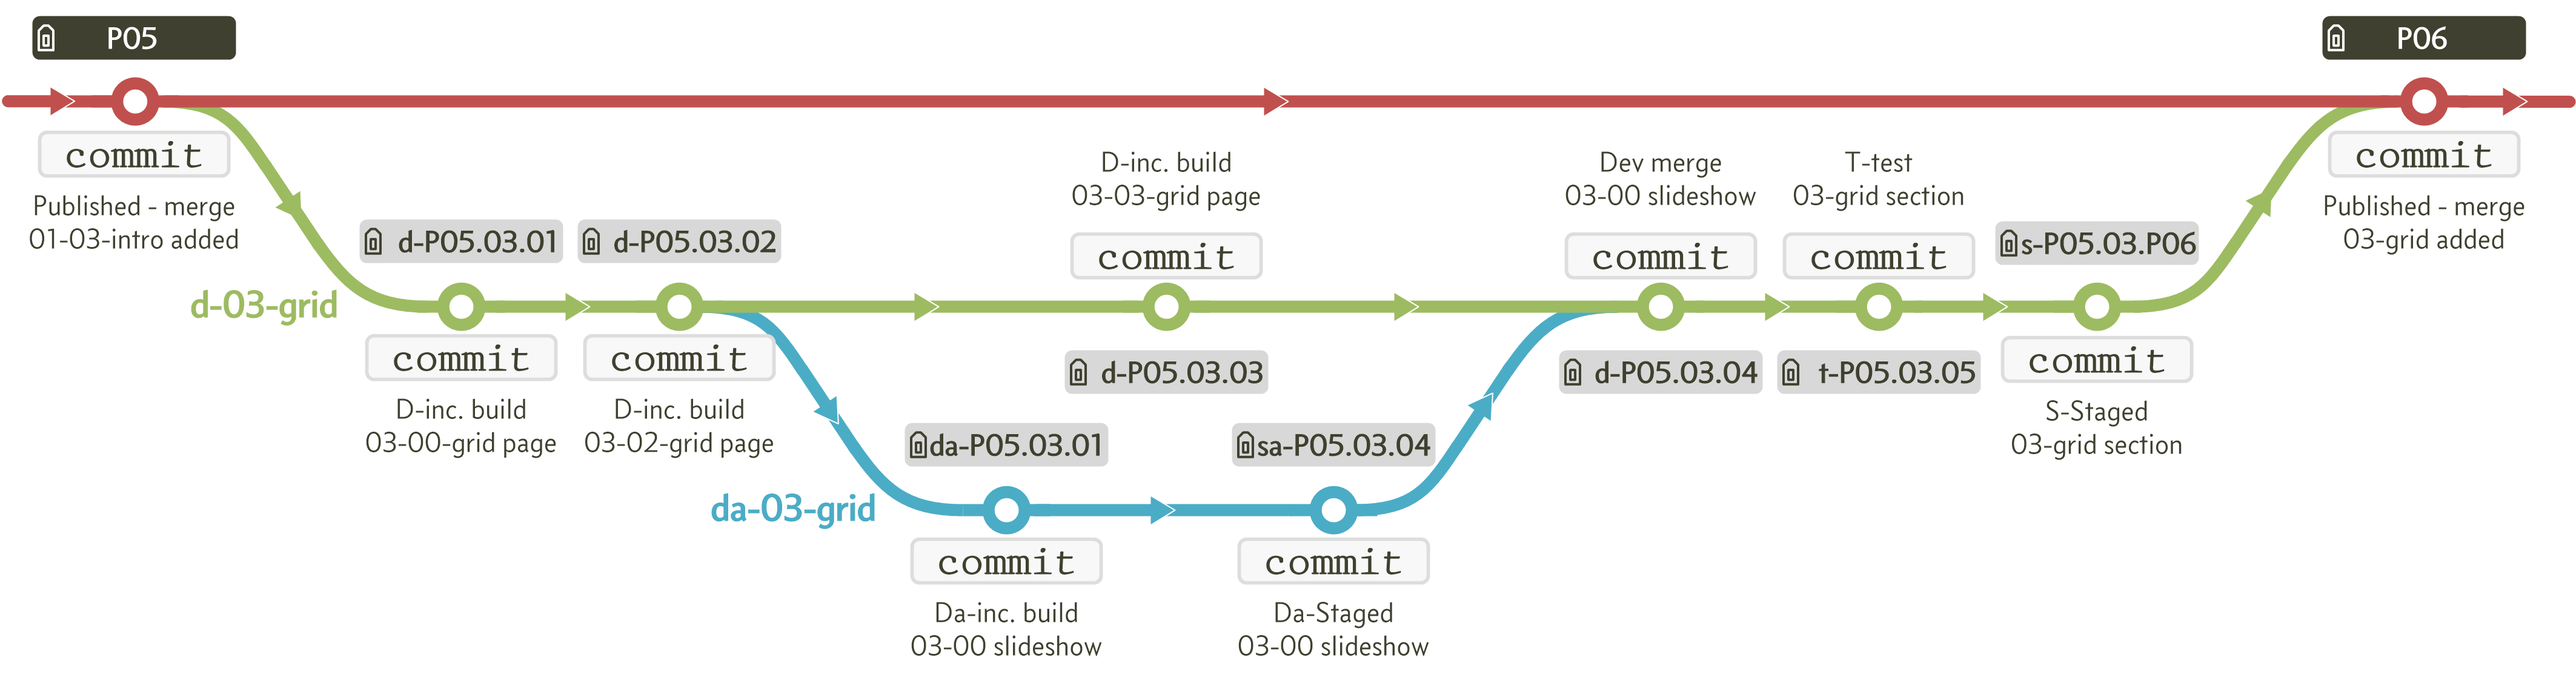 P05
P06
commit
Published - merge
01-03-intro added
D-inc. build
03-03-grid page
commit
Dev merge
03-00 slideshow
commit
T-test
03-grid section
commit
commit
Published - merge
03-grid added
d-P05.03.01
d-P05.03.02
s-P05.03.P06
d-03-grid
commit
D-inc. build
03-00-grid page
commit
D-inc. build
03-02-grid page
d-P05.03.03
d-P05.03.04
t-P05.03.05
commit
S-Staged
03-grid section
da-P05.03.01
sa-P05.03.04
da-03-grid
commit
Da-inc. build
03-00 slideshow
commit
Da-Staged
03-00 slideshow